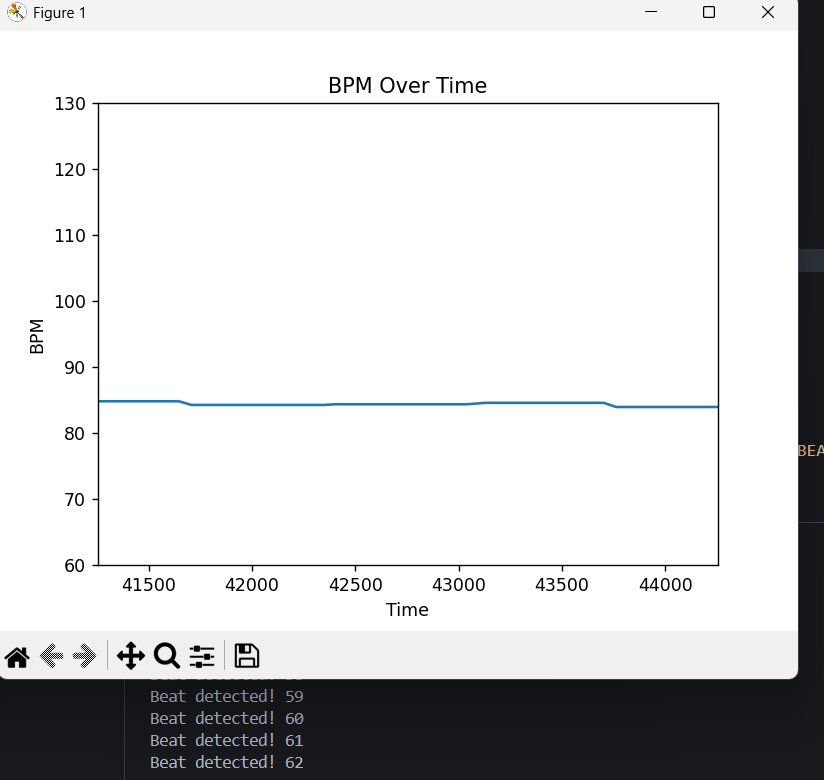 Figure 1
BPM Over Time
130
120
110
100
90
80
70
60
BPM
41500 42000 42500 43000 43500 44000
Time
BEA
Beat detected! 59
Beat detected! 60
Beat detected! 61
Beat detected! 62